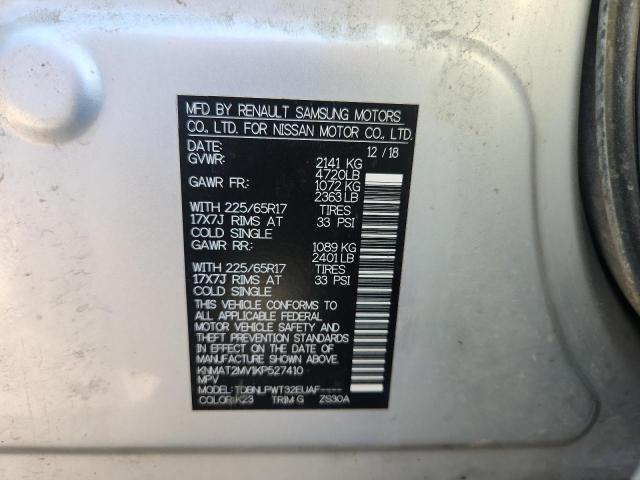 MFD BY RENAULT SAMSUNG MOTORS
CO., LTD. FOR NISSAN MOTOR CO., LTD.
DATE: 12 / 18
GVWR: 2141 KG
4720LB
GAWR FR: 1072 KG
2363 LB
WITH 225/65R17 TIRES
17X7J RIMS AT 33 PSI
COLD SINGLE
GAWR RR: 1089 KG
2401 LB
WITH 225/65R17 TIRES
17X7J RIMS AT 33 PSI
COLD SINGLE
THIS VEHICLE CONFORMS TO
ALL APPLICABLE FEDERAL
MOTOR VEHICLE SAFETY AND
THEFT PREVENTION STANDARDS
IN EFFECT ON THE DATE OF
MANUFACTURE SHOWN ABOVE.
KNMAT2MV1KP527410
MPV
MODEL: TDBNLPWT32EUAF----
COLOR: K23 TRIM: G ZS30A